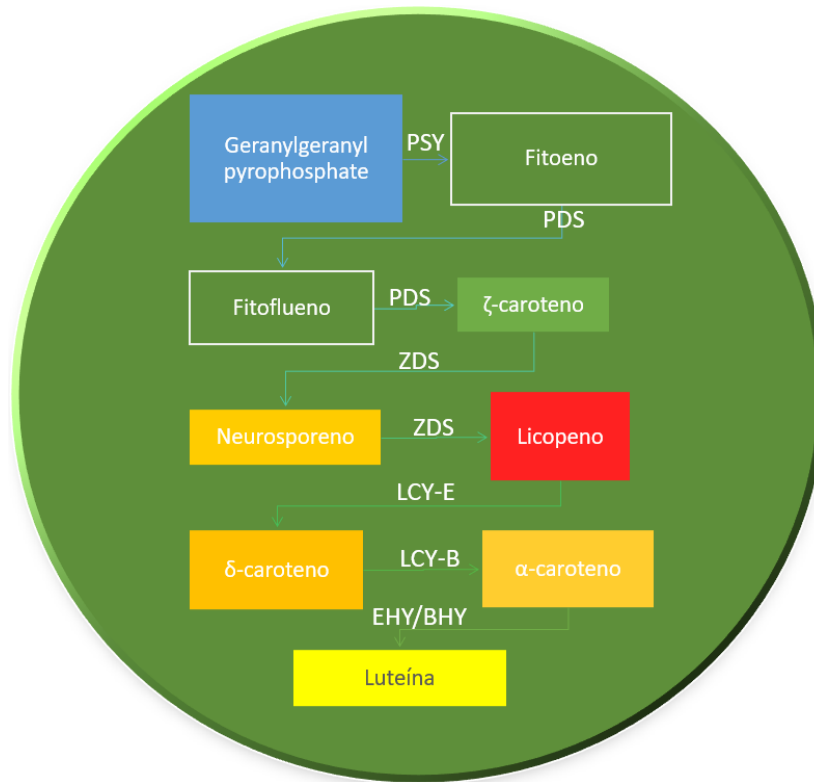 Geranylgeranyl
pyrophosphate
PSY
Fitoeno
PDS
Fitoflueno
PDS
ζ-caroteno
ZDS
Neurosporeno
ZDS
Licopeno
LCY-E
δ-caroteno
LCY-B
α-caroteno
EHY/BHY
Luteína